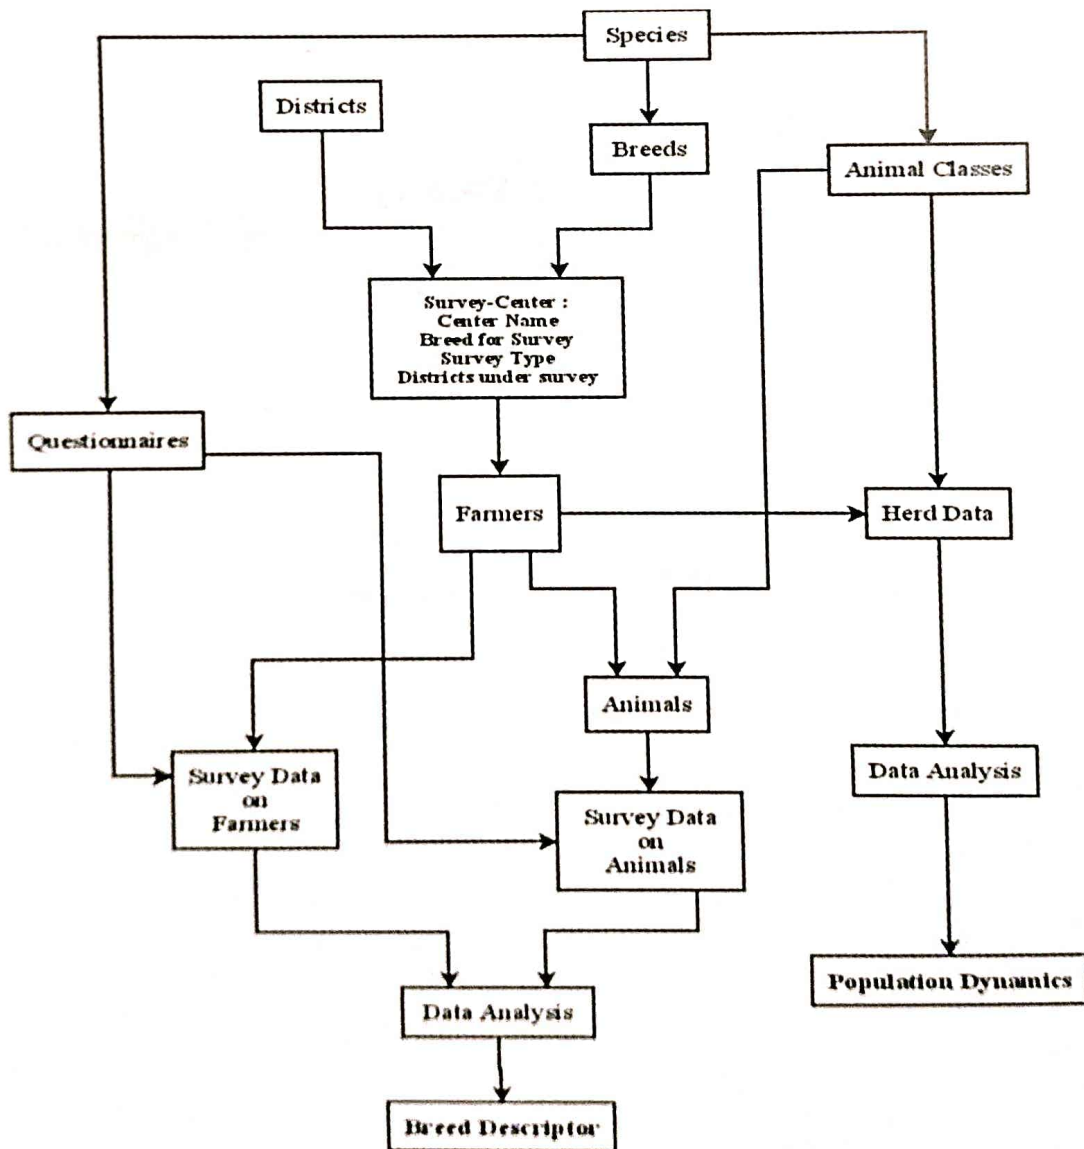 Species
Districts
Breeds
Animal Classes
Survey-Center :
Center Name
Breed for Survey
Survey Type
Districts under survey
Questionnaires
Farmers
Herd Data
Animals
Survey Data
on
Farmers
Data Analysis
Survey Data
on
Animals
Population Dynamics
Data Analysis
Breed Descriptor